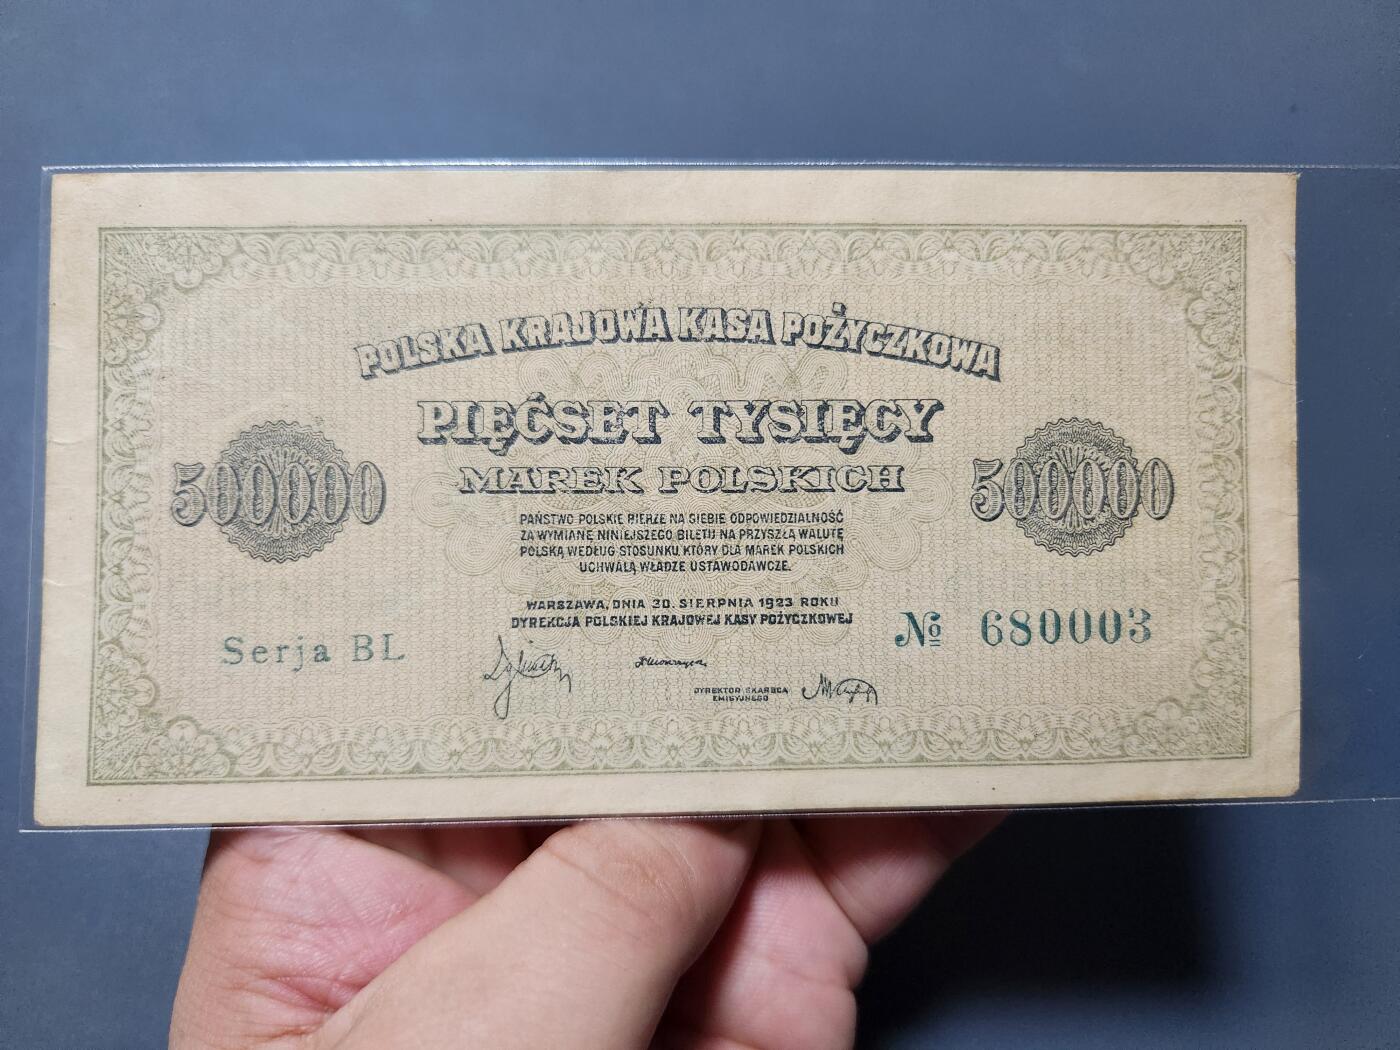 POLSKA KRAJOWA KASA POŻYCZKOWA
PIĘĆSET TYSIĘCY
MAREK POLSKICH
500000
500000
PAŃSTWO POLSKIE BIERZE NA SIEBIE ODPOWIEDZIALNOŚĆ
ZA WYMIANĘ NINIEJSZEGO BILETU NA PRZYSZŁĄ WALUTĘ
POLSKĄ WEDŁUG STOSUNKU, KTÓRY DLA MAREK POLSKICH
UCHWALĄ WŁADZE USTAWODAWCZE.
WARSZAWA, DNIA 30. SIERPNIA 1923 ROKU
DYREKCJA POLSKIEJ KRAJOWEJ KASY POŻYCZKOWEJ
Serja BL
№ 680003
DYREKTOR SKARBCA
EMISYJNEGO